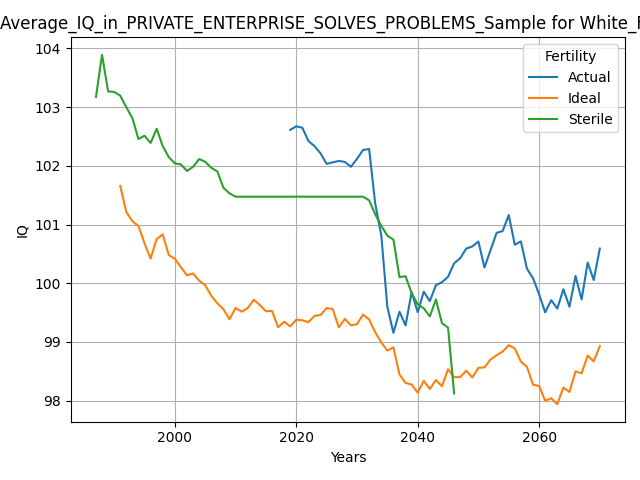 Average_IQ_in_PRIVATE_ENTERPRISE_SOLVES_PROBLEMS_Sample for White_
Fertility
Actual
Ideal
Sterile
IQ
104
103
102
101
100
99
98
2000
2020
2040
2060
Years